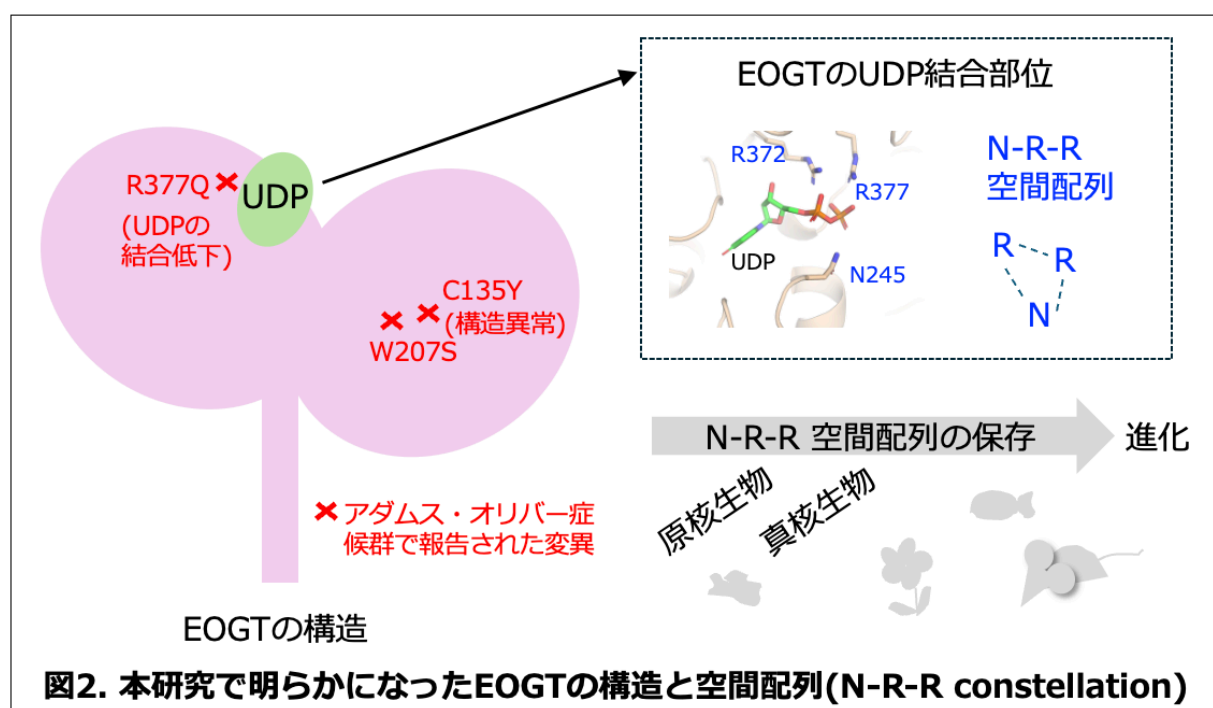 R377Q
(UDPの
結合低下)
UDP
C135Y
(構造異常)
W207S
アダムス・オリバー症
候群で報告された変異
EOGTの構造
EOGTのUDP結合部位
R372
R377
UDP
N245
N-R-R
空間配列
R
R
N
N-R-R 空間配列の保存
進化
原核生物
真核生物
図2. 本研究で明らかになったEOGTの構造と空間配列(N-R-R constellation)